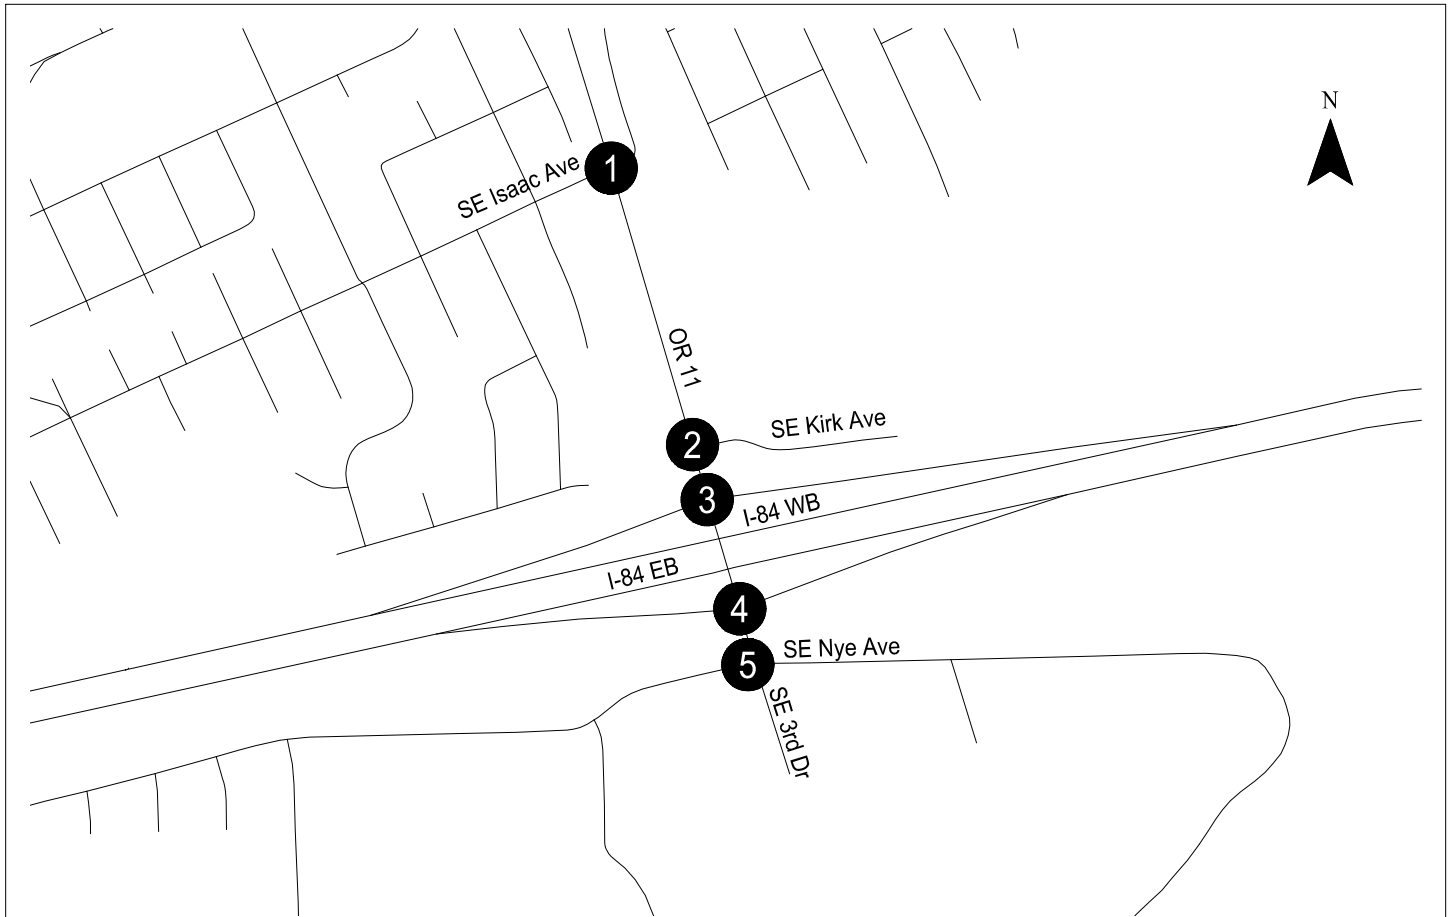 N
1
SE Isaac Ave
OR 11
2
SE Kirk Ave
3
I-84 WB
I-84 EB
4
5
SE Nye Ave
SE 3rd Dr